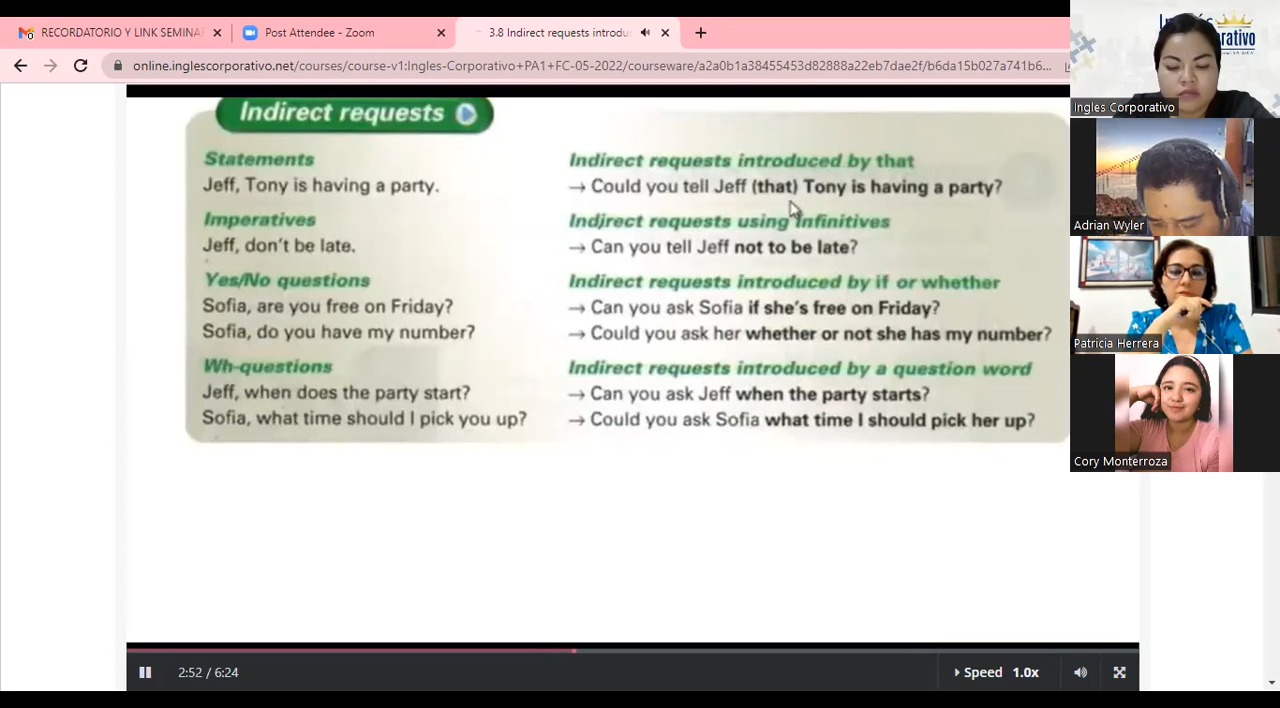 RECORDATORIO Y LINK SEMINAR
Post Attendee - Zoom
3.8 Indirect requests introdu
online.inglescorporativo.net/courses/course-v1:Ingles-Corporativo+
888a22eb7dae2f/b6da15b027a741b6...
Indirect requests
Statements
Indirect requests introduced by that
Jeff, Tony is having a party.
→ Could you tell Jeff (that) Tony is having a party?
Imperatives
Indirect requests using infinitives
Jeff, don't be late.
→ Can you tell Jeff not to be late?
Yes/No questions
Indirect requests introduced by if or whether
Sofia, are you free on Friday?
→ Can you ask Sofia if she's free on Friday?
Sofia, do you have my number?
→ Could you ask her whether or not she has my number?
Wh-questions
Indirect requests introduced by a question word
Jeff, when does the party start?
→ Can you ask Jeff when the party starts?
Sofia, what time should I pick you up?
→ Could you ask Sofia what time I should pick her up?
2:52 / 6:24
Speed 1.0x
Ingles Corporativo
Adrian Wyler
Patricia Herrera
Cory Monterroza